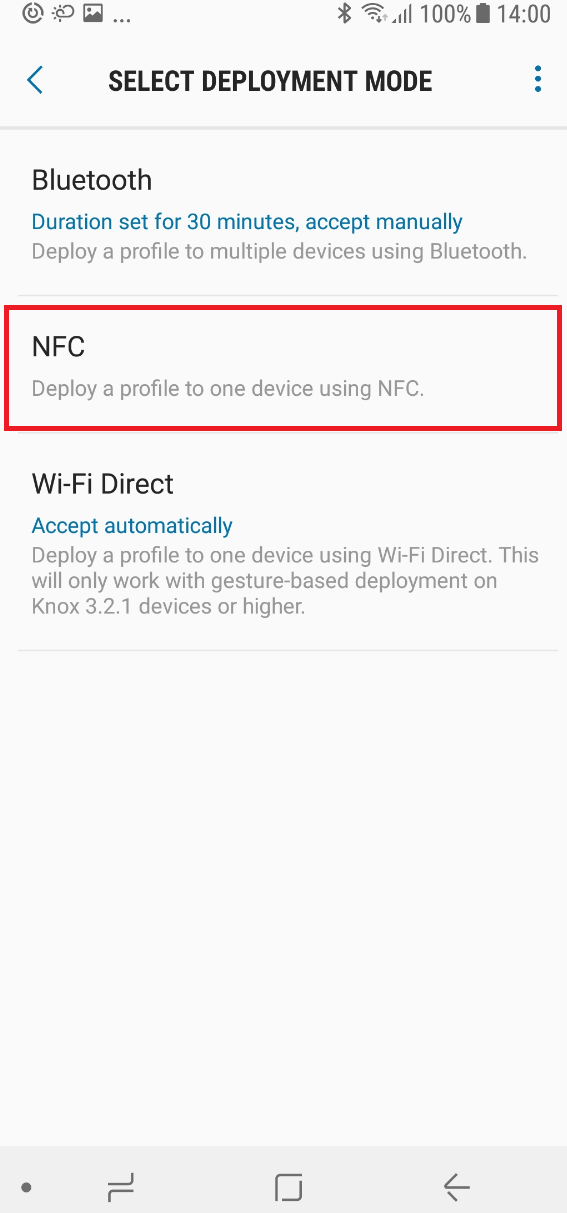 ... 100% 14:00
SELECT DEPLOYMENT MODE
Bluetooth
Duration set for 30 minutes, accept manually
Deploy a profile to multiple devices using Bluetooth.
NFC
Deploy a profile to one device using NFC.
Wi-Fi Direct
Accept automatically
Deploy a profile to one device using Wi-Fi Direct. This
will only work with gesture-based deployment on
Knox 3.2.1 devices or higher.